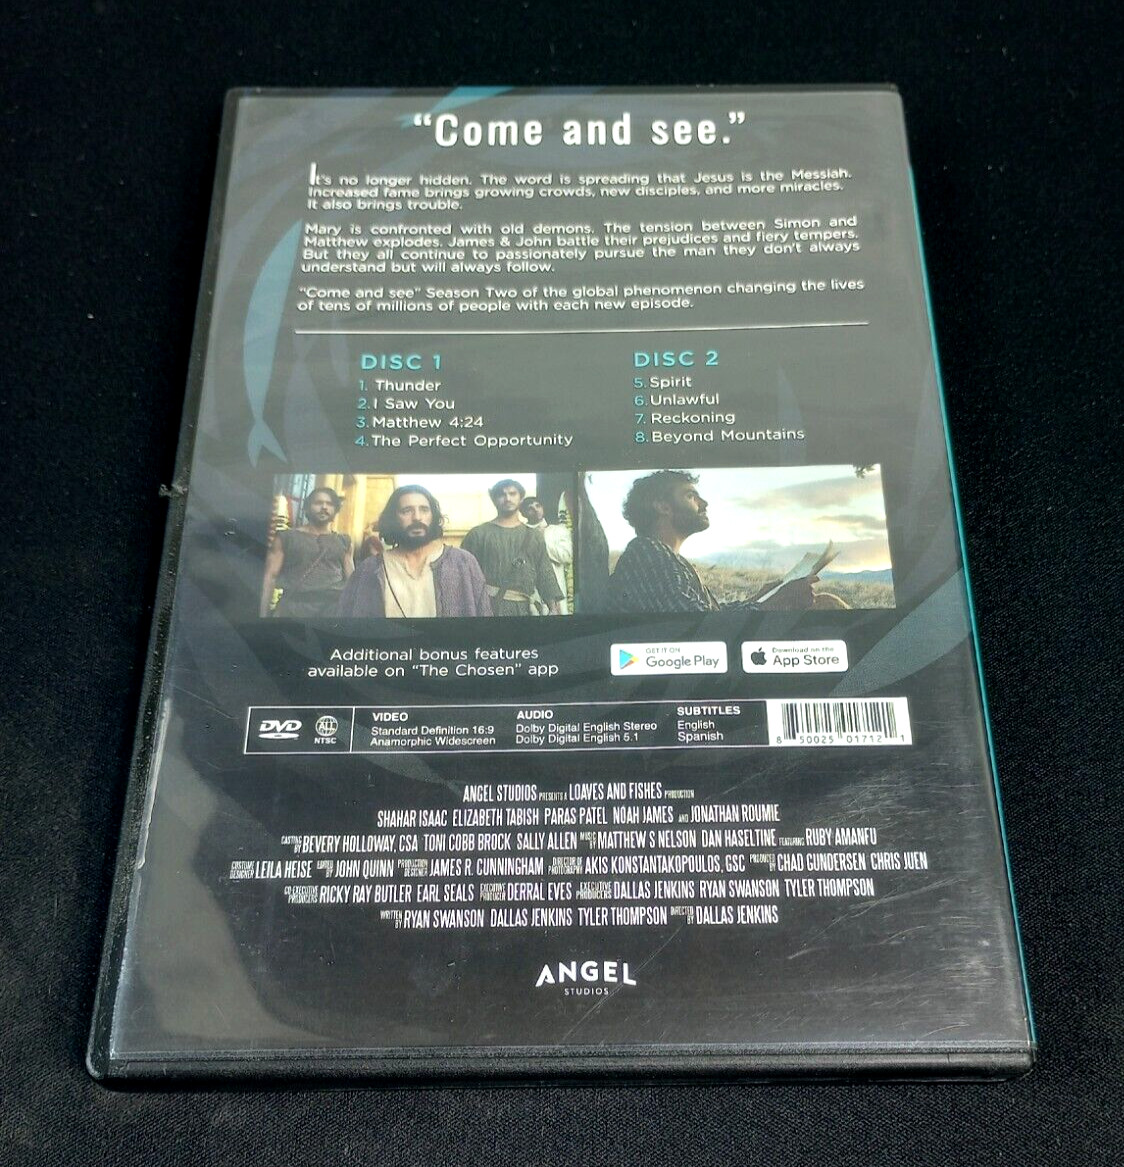 “Come and see.”
It's no longer hidden. The word is spreading that Jesus is the Messiah.
Increased fame brings growing crowds, new disciples, and more miracles.
It also brings trouble.
Mary is confronted with old demons. The tension between Simon and
Matthew explodes. James & John battle their prejudices and fiery tempers.
But they all continue to passionately pursue the man they don't always
understand but will always follow.
"Come and see" Season Two of the global phenomenon changing the lives
of tens of millions of people with each new episode.
DISC 1
1. Thunder
2. I Saw You
3. Matthew 4:24
4. The Perfect Opportunity
DISC 2
5. Spirit
6. Unlawful
7. Reckoning
8. Beyond Mountains
Additional bonus features
available on "The Chosen" app
GET IT ON
Google Play
Download on the
App Store
DVD
ALL
NTSC
VIDEO
Standard Definition 16:9
Anamorphic Widescreen
AUDIO
Dolby Digital English Stereo
Dolby Digital English 5.1
SUBTITLES
English
Spanish
8 50025 01712 1
ANGEL STUDIOS PRESENTS A LOAVES AND FISHES PRODUCTION
SHAHAR ISAAC ELIZABETH TABISH PARAS PATEL NOAH JAMES AND JONATHAN ROUMIE
CASTING BY BEVERY HOLLOWAY, CSA TONI COBB BROCK SALLY ALLEN MUSIC BY MATTHEW S NELSON DAN HASELTINE FEATURING RUBY AMANFU
COSTUME DESIGNER LEILA HEISE EDITED BY JOHN QUINN PRODUCTION DESIGNER JAMES R. CUNNINGHAM DIRECTOR OF PHOTOGRAPHY AKIS KONSTANTAKOPOULOS, GSC PRODUCED BY CHAD GUNDERSEN CHRIS JUEN
CO-EXECUTIVE PRODUCERS RICKY RAY BUTLER EARL SEALS EXECUTIVE PRODUCER DERRAL EVES EXECUTIVE PRODUCERS DALLAS JENKINS RYAN SWANSON TYLER THOMPSON
WRITTEN BY RYAN SWANSON DALLAS JENKINS TYLER THOMPSON DIRECTED BY DALLAS JENKINS
ANGEL
STUDIOS